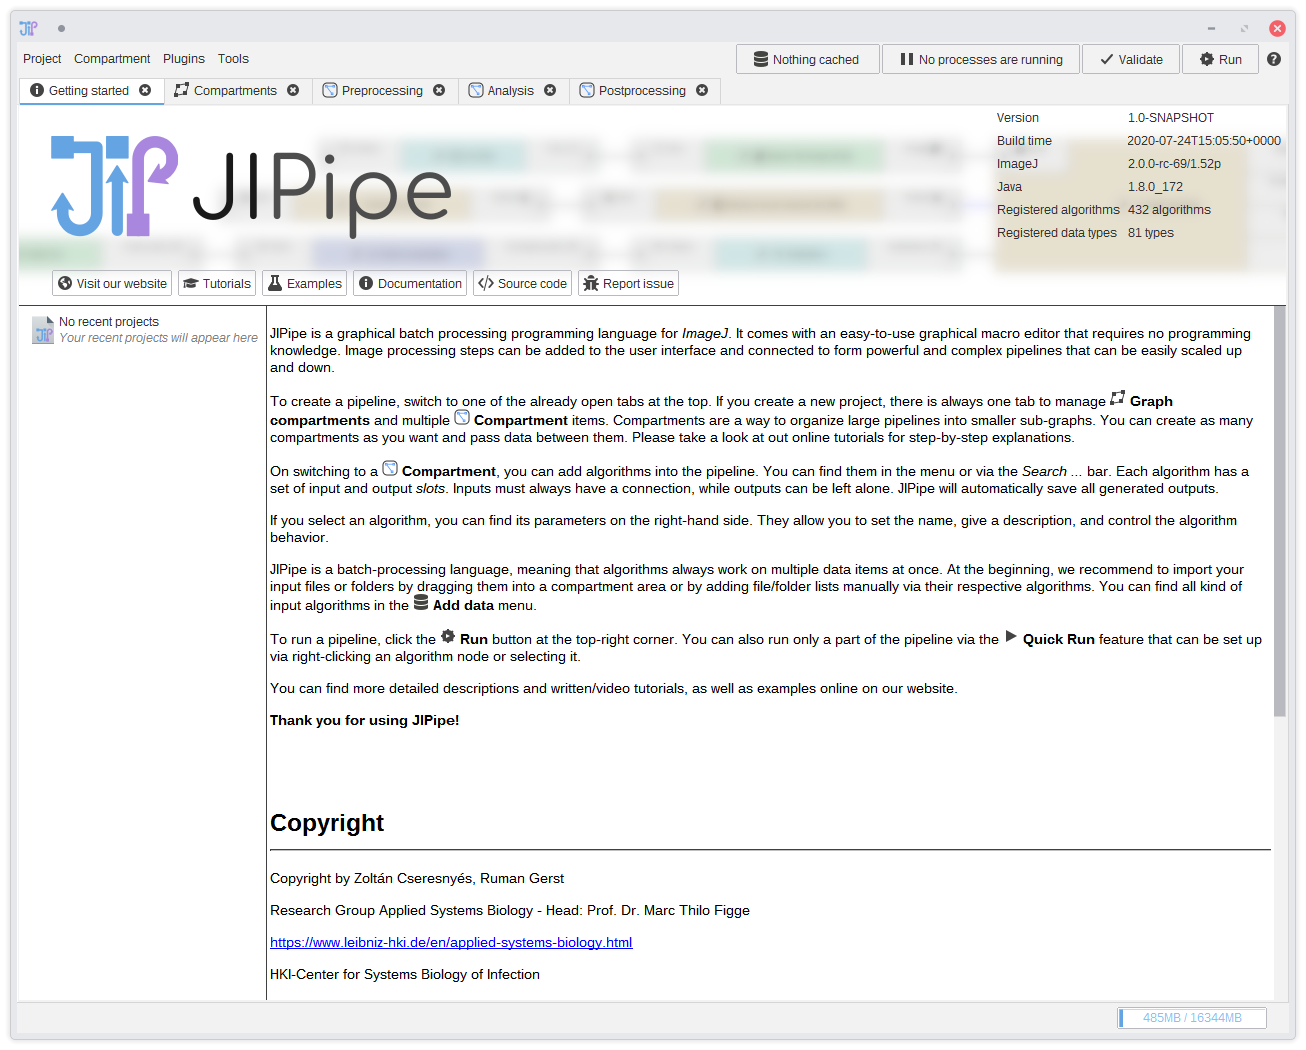 Project Compartment Plugins Tools Nothing cached No processes are running Validate Run
Getting started Compartments Preprocessing Analysis Postprocessing
JIPipe
Version 1.0-SNAPSHOT
Build time 2020-07-24T15:05:50+0000
ImageJ 2.0.0-rc-69/1.52p
Java 1.8.0_172
Registered algorithms 432 algorithms
Registered data types 81 types
Visit our website Tutorials Examples Documentation Source code Report issue
No recent projects
Your recent projects will appear here
JIPipe is a graphical batch processing programming language for ImageJ. It comes with an easy-to-use graphical macro editor that requires no programming
knowledge. Image processing steps can be added to the user interface and connected to form powerful and complex pipelines that can be easily scaled up
and down.
To create a pipeline, switch to one of the already open tabs at the top. If you create a new project, there is always one tab to manage Graph
compartments and multiple Compartment items. Compartments are a way to organize large pipelines into smaller sub-graphs. You can create as many
compartments as you want and pass data between them. Please take a look at out online tutorials for step-by-step explanations.
On switching to a Compartment, you can add algorithms into the pipeline. You can find them in the menu or via the Search ... bar. Each algorithm has a
set of input and output slots. Inputs must always have a connection, while outputs can be left alone. JIPipe will automatically save all generated outputs.
If you select an algorithm, you can find its parameters on the right-hand side. They allow you to set the name, give a description, and control the algorithm
behavior.
JIPipe is a batch-processing language, meaning that algorithms always work on multiple data items at once. At the beginning, we recommend to import your
input files or folders by dragging them into a compartment area or by adding file/folder lists manually via their respective algorithms. You can find all kind of
input algorithms in the Add data menu.
To run a pipeline, click the Run button at the top-right corner. You can also run only a part of the pipeline via the Quick Run feature that can be set up
via right-clicking an algorithm node or selecting it.
You can find more detailed descriptions and written/video tutorials, as well as examples online on our website.
Thank you for using JIPipe!
Copyright
Copyright by Zoltán Cseresnyés, Ruman Gerst
Research Group Applied Systems Biology - Head: Prof. Dr. Marc Thilo Figge
https://www.leibniz-hki.de/en/applied-systems-biology.html
HKI-Center for Systems Biology of Infection
485MB / 16344MB